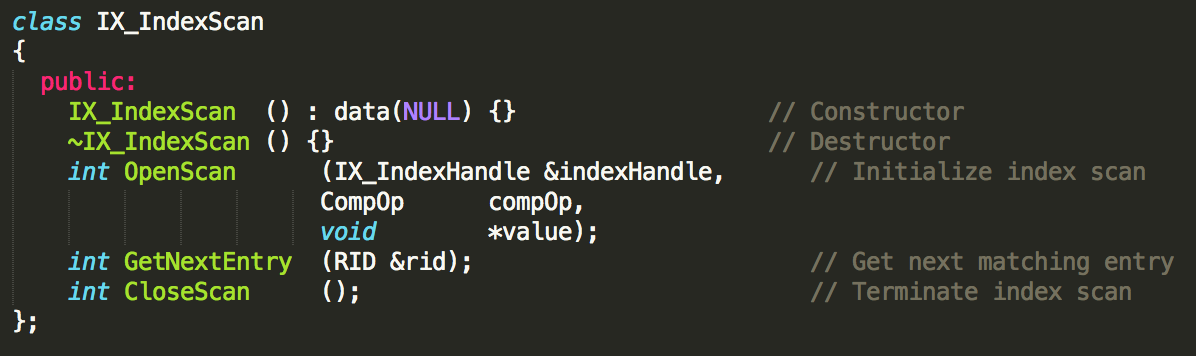 class IX_IndexScan
{
  public:
    IX_IndexScan  () : data(NULL) {}                  // Constructor
    ~IX_IndexScan () {}                               // Destructor
    int OpenScan      (IX_IndexHandle &indexHandle,      // Initialize index scan
                      CompOp      compOp,
                      void        *value);
    int GetNextEntry  (RID &rid);                        // Get next matching entry
    int CloseScan     ();                                // Terminate index scan
};